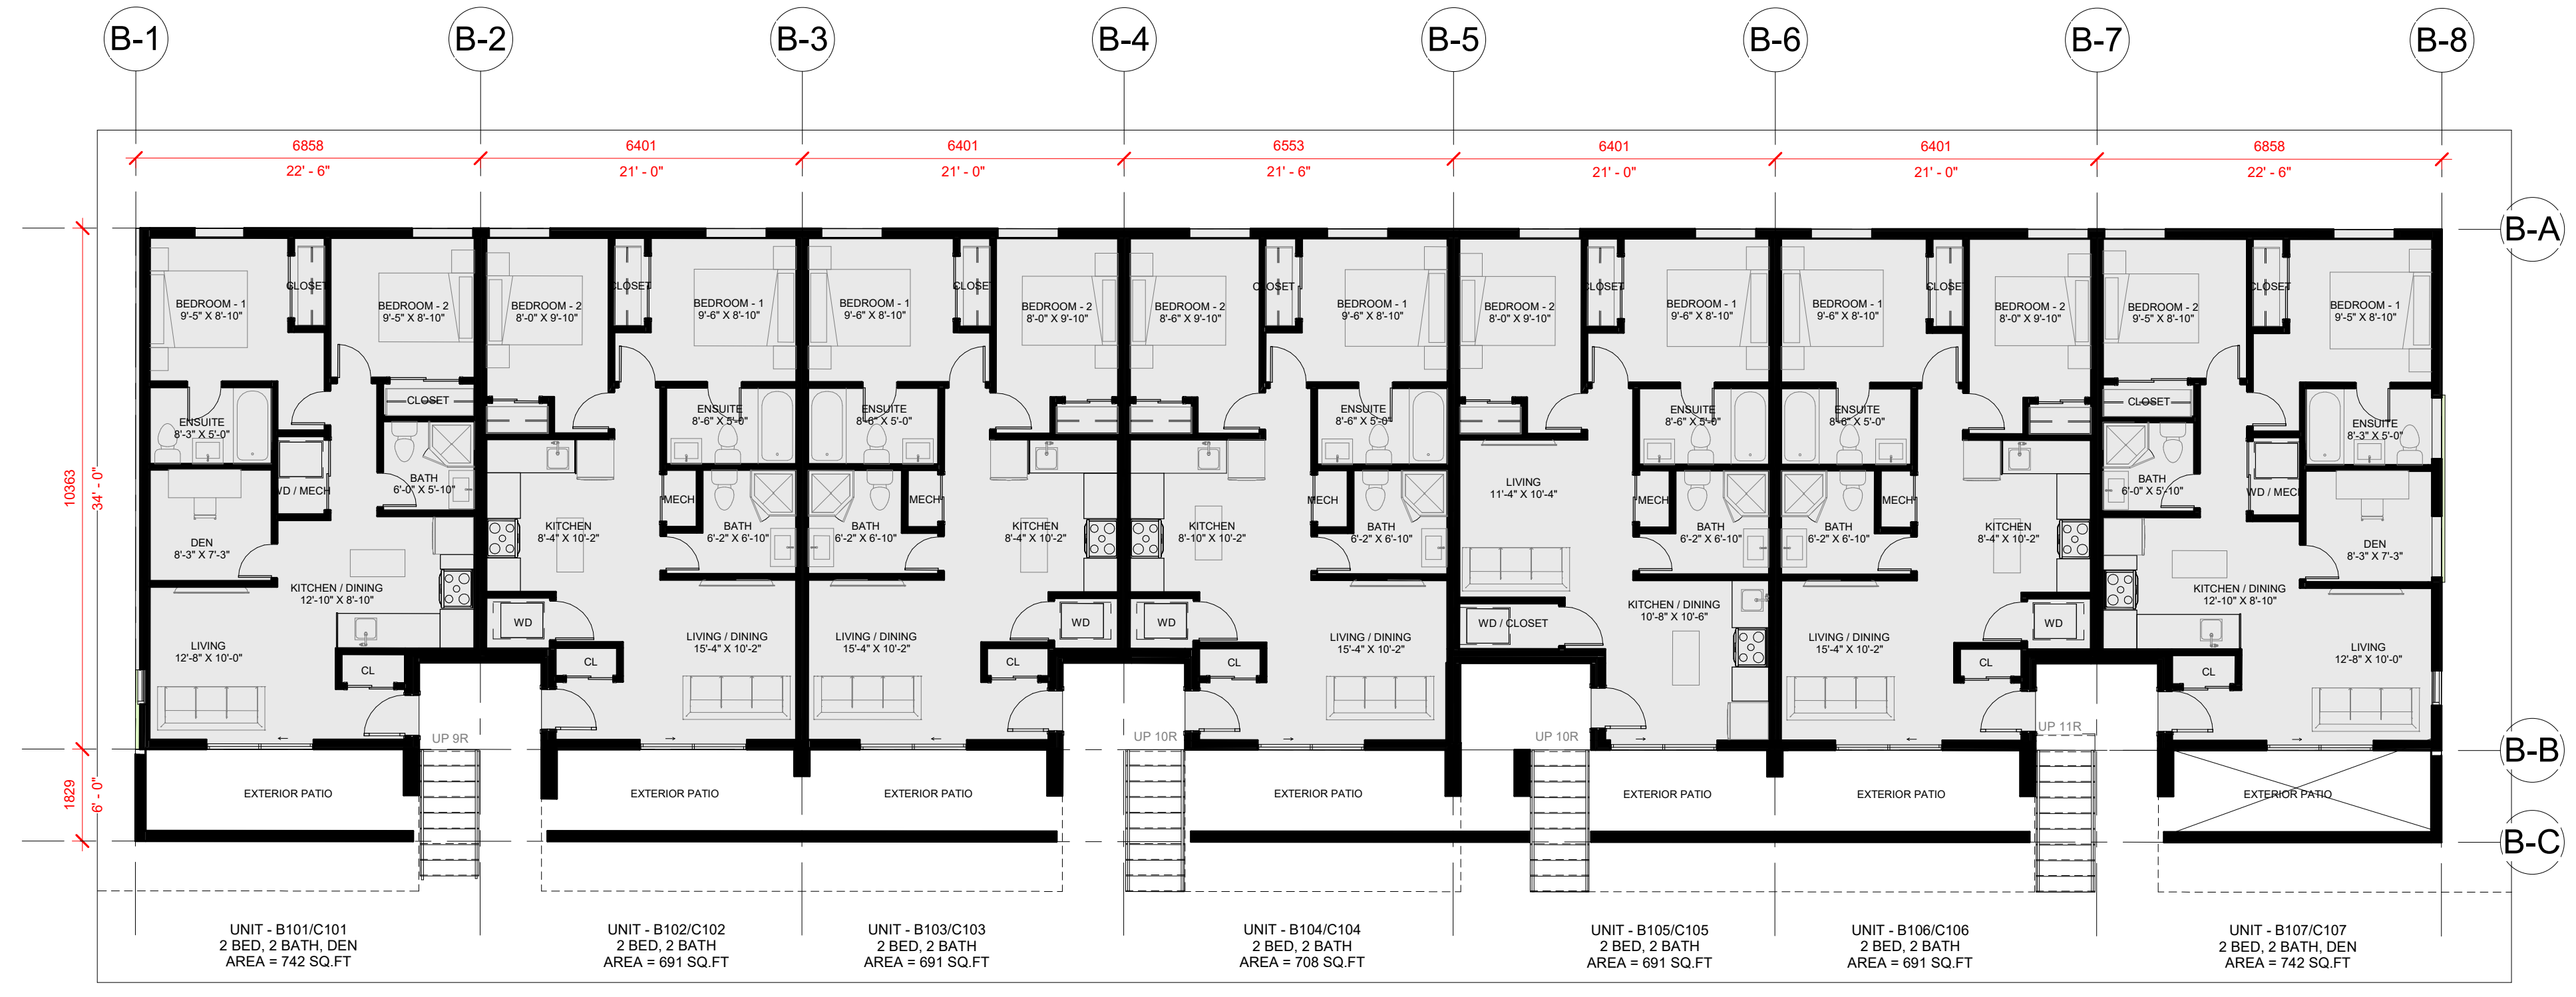 B-1 B-2 B-3 B-4 B-5 B-6 B-7 B-8
6858 6401 6401 6553 6401 6401 6858
22' - 6" 21' - 0" 21' - 0" 21' - 6" 21' - 0" 21' - 0" 22' - 6"
B-A
B-B
B-C
10363
34' - 0"
1829
6' - 0"
BEDROOM - 1
9'-5" X 8'-10"
CLOSET
BEDROOM - 2
9'-5" X 8'-10"
CLOSET
ENSUITE
8'-3" X 5'-0"
WD / MECH
BATH
6'-0" X 5'-10"
DEN
8'-3" X 7'-3"
KITCHEN / DINING
12'-10" X 8'-10"
LIVING
12'-8" X 10'-0"
CL
UP 9R
EXTERIOR PATIO
BEDROOM - 2
8'-0" X 9'-10"
CLOSET
BEDROOM - 1
9'-6" X 8'-10"
ENSUITE
8'-6" X 5'-0"
MECH
KITCHEN
8'-4" X 10'-2"
BATH
6'-2" X 6'-10"
WD
LIVING / DINING
15'-4" X 10'-2"
CL
EXTERIOR PATIO
BEDROOM - 1
9'-6" X 8'-10"
CLOSET
BEDROOM - 2
8'-0" X 9'-10"
ENSUITE
8'-6" X 5'-0"
MECH
BATH
6'-2" X 6'-10"
KITCHEN
8'-4" X 10'-2"
WD
LIVING / DINING
15'-4" X 10'-2"
CL
EXTERIOR PATIO
BEDROOM - 2
8'-6" X 9'-10"
CLOSET
BEDROOM - 1
9'-6" X 8'-10"
ENSUITE
8'-6" X 5'-0"
MECH
KITCHEN
8'-10" X 10'-2"
BATH
6'-2" X 6'-10"
WD
LIVING / DINING
15'-4" X 10'-2"
CL
UP 10R
EXTERIOR PATIO
BEDROOM - 2
8'-0" X 9'-10"
CLOSET
BEDROOM - 1
9'-6" X 8'-10"
ENSUITE
8'-6" X 5'-0"
LIVING
11'-4" X 10'-4"
MECH
BATH
6'-2" X 6'-10"
WD / CLOSET
KITCHEN / DINING
10'-8" X 10'-6"
UP 10R
EXTERIOR PATIO
BEDROOM - 1
9'-6" X 8'-10"
CLOSET
BEDROOM - 2
8'-0" X 9'-10"
ENSUITE
8'-6" X 5'-0"
MECH
BATH
6'-2" X 6'-10"
KITCHEN
8'-4" X 10'-2"
WD
LIVING / DINING
15'-4" X 10'-2"
CL
EXTERIOR PATIO
UP 11R
BEDROOM - 2
9'-5" X 8'-10"
CLOSET
BEDROOM - 1
9'-5" X 8'-10"
CLOSET
ENSUITE
8'-3" X 5'-0"
BATH
6'-0" X 5'-10"
WD / MECH
DEN
8'-3" X 7'-3"
KITCHEN / DINING
12'-10" X 8'-10"
LIVING
12'-8" X 10'-0"
CL
EXTERIOR PATIO
UNIT - B101/C101
2 BED, 2 BATH, DEN
AREA = 742 SQ.FT
UNIT - B102/C102
2 BED, 2 BATH
AREA = 691 SQ.FT
UNIT - B103/C103
2 BED, 2 BATH
AREA = 691 SQ.FT
UNIT - B104/C104
2 BED, 2 BATH
AREA = 708 SQ.FT
UNIT - B105/C105
2 BED, 2 BATH
AREA = 691 SQ.FT
UNIT - B106/C106
2 BED, 2 BATH
AREA = 691 SQ.FT
UNIT - B107/C107
2 BED, 2 BATH, DEN
AREA = 742 SQ.FT